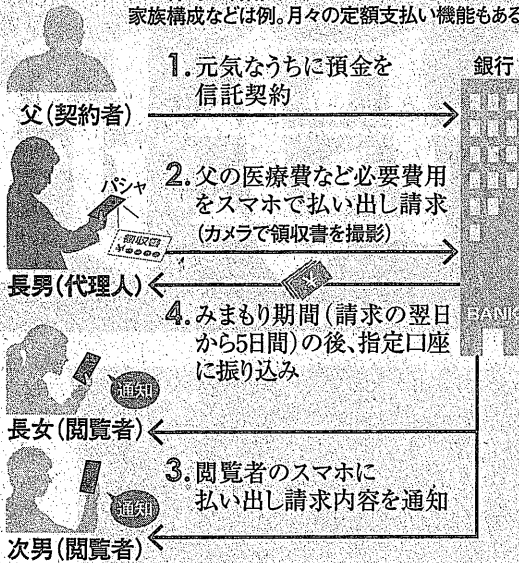 家族構成などは例。月々の定額支払い機能もある
1.元気なうちに預金を
信託契約
銀行
父(契約者)
2.父の医療費など必要費用
をスマホで払い出し請求
(カメラで領収書を撮影)
パシャ
領収書
長男(代理人)
¥
4.みまもり期間(請求の翌日
から5日間)の後、指定口座
に振り込み
BANK
通知
長女(閲覧者)
3.閲覧者のスマホに
払い出し請求内容を通知
通知
次男(閲覧者)